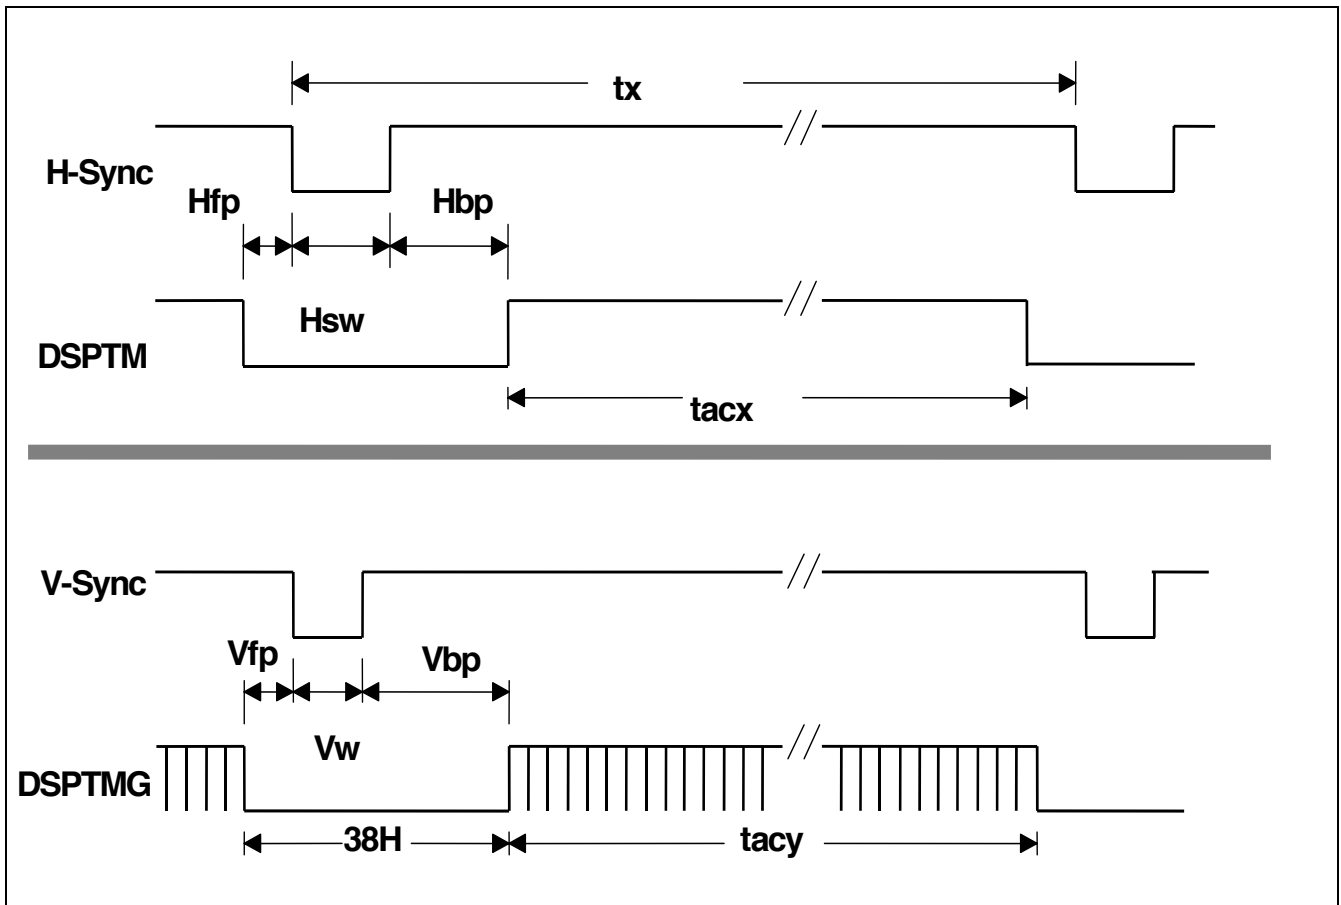 tx
H-Sync
Hfp
Hbp
Hsw
DSPTM
tacx
V-Sync
Vfp
Vbp
Vw
DSPTMG
38H
tacy